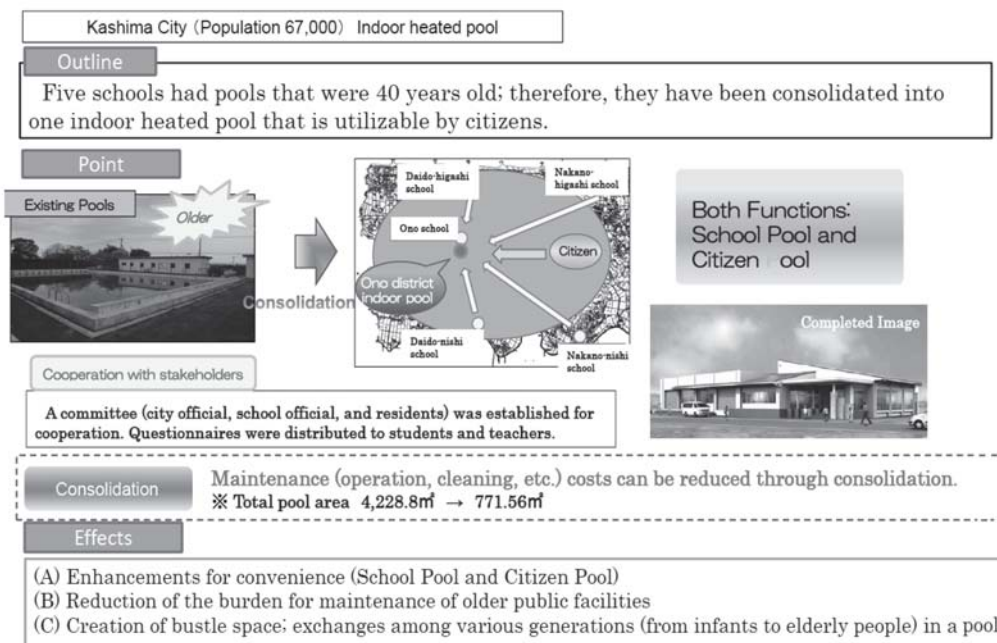 Kashima City (Population 67,000) Indoor heated pool
Outline
Five schools had pools that were 40 years old; therefore, they have been consolidated into
one indoor heated pool that is utilizable by citizens.
Point
Existing Pools
Older
Consolidation
Daido-higashi
school
Nakano-
higashi school
Ono school
Citizen
Ono district
indoor pool
Daido-nishi
school
Nakano-nishi
school
Both Functions:
School Pool and
Citizen ool
Completed Image
Cooperation with stakeholders
A committee (city official, school official, and residents) was established for
cooperation. Questionnaires were distributed to students and teachers.
Consolidation
Maintenance (operation, cleaning, etc.) costs can be reduced through consolidation.
※ Total pool area 4,228.8㎡ → 771.56㎡
Effects
(A) Enhancements for convenience (School Pool and Citizen Pool)
(B) Reduction of the burden for maintenance of older public facilities
(C) Creation of bustle space; exchanges among various generations (from infants to elderly people) in a pool